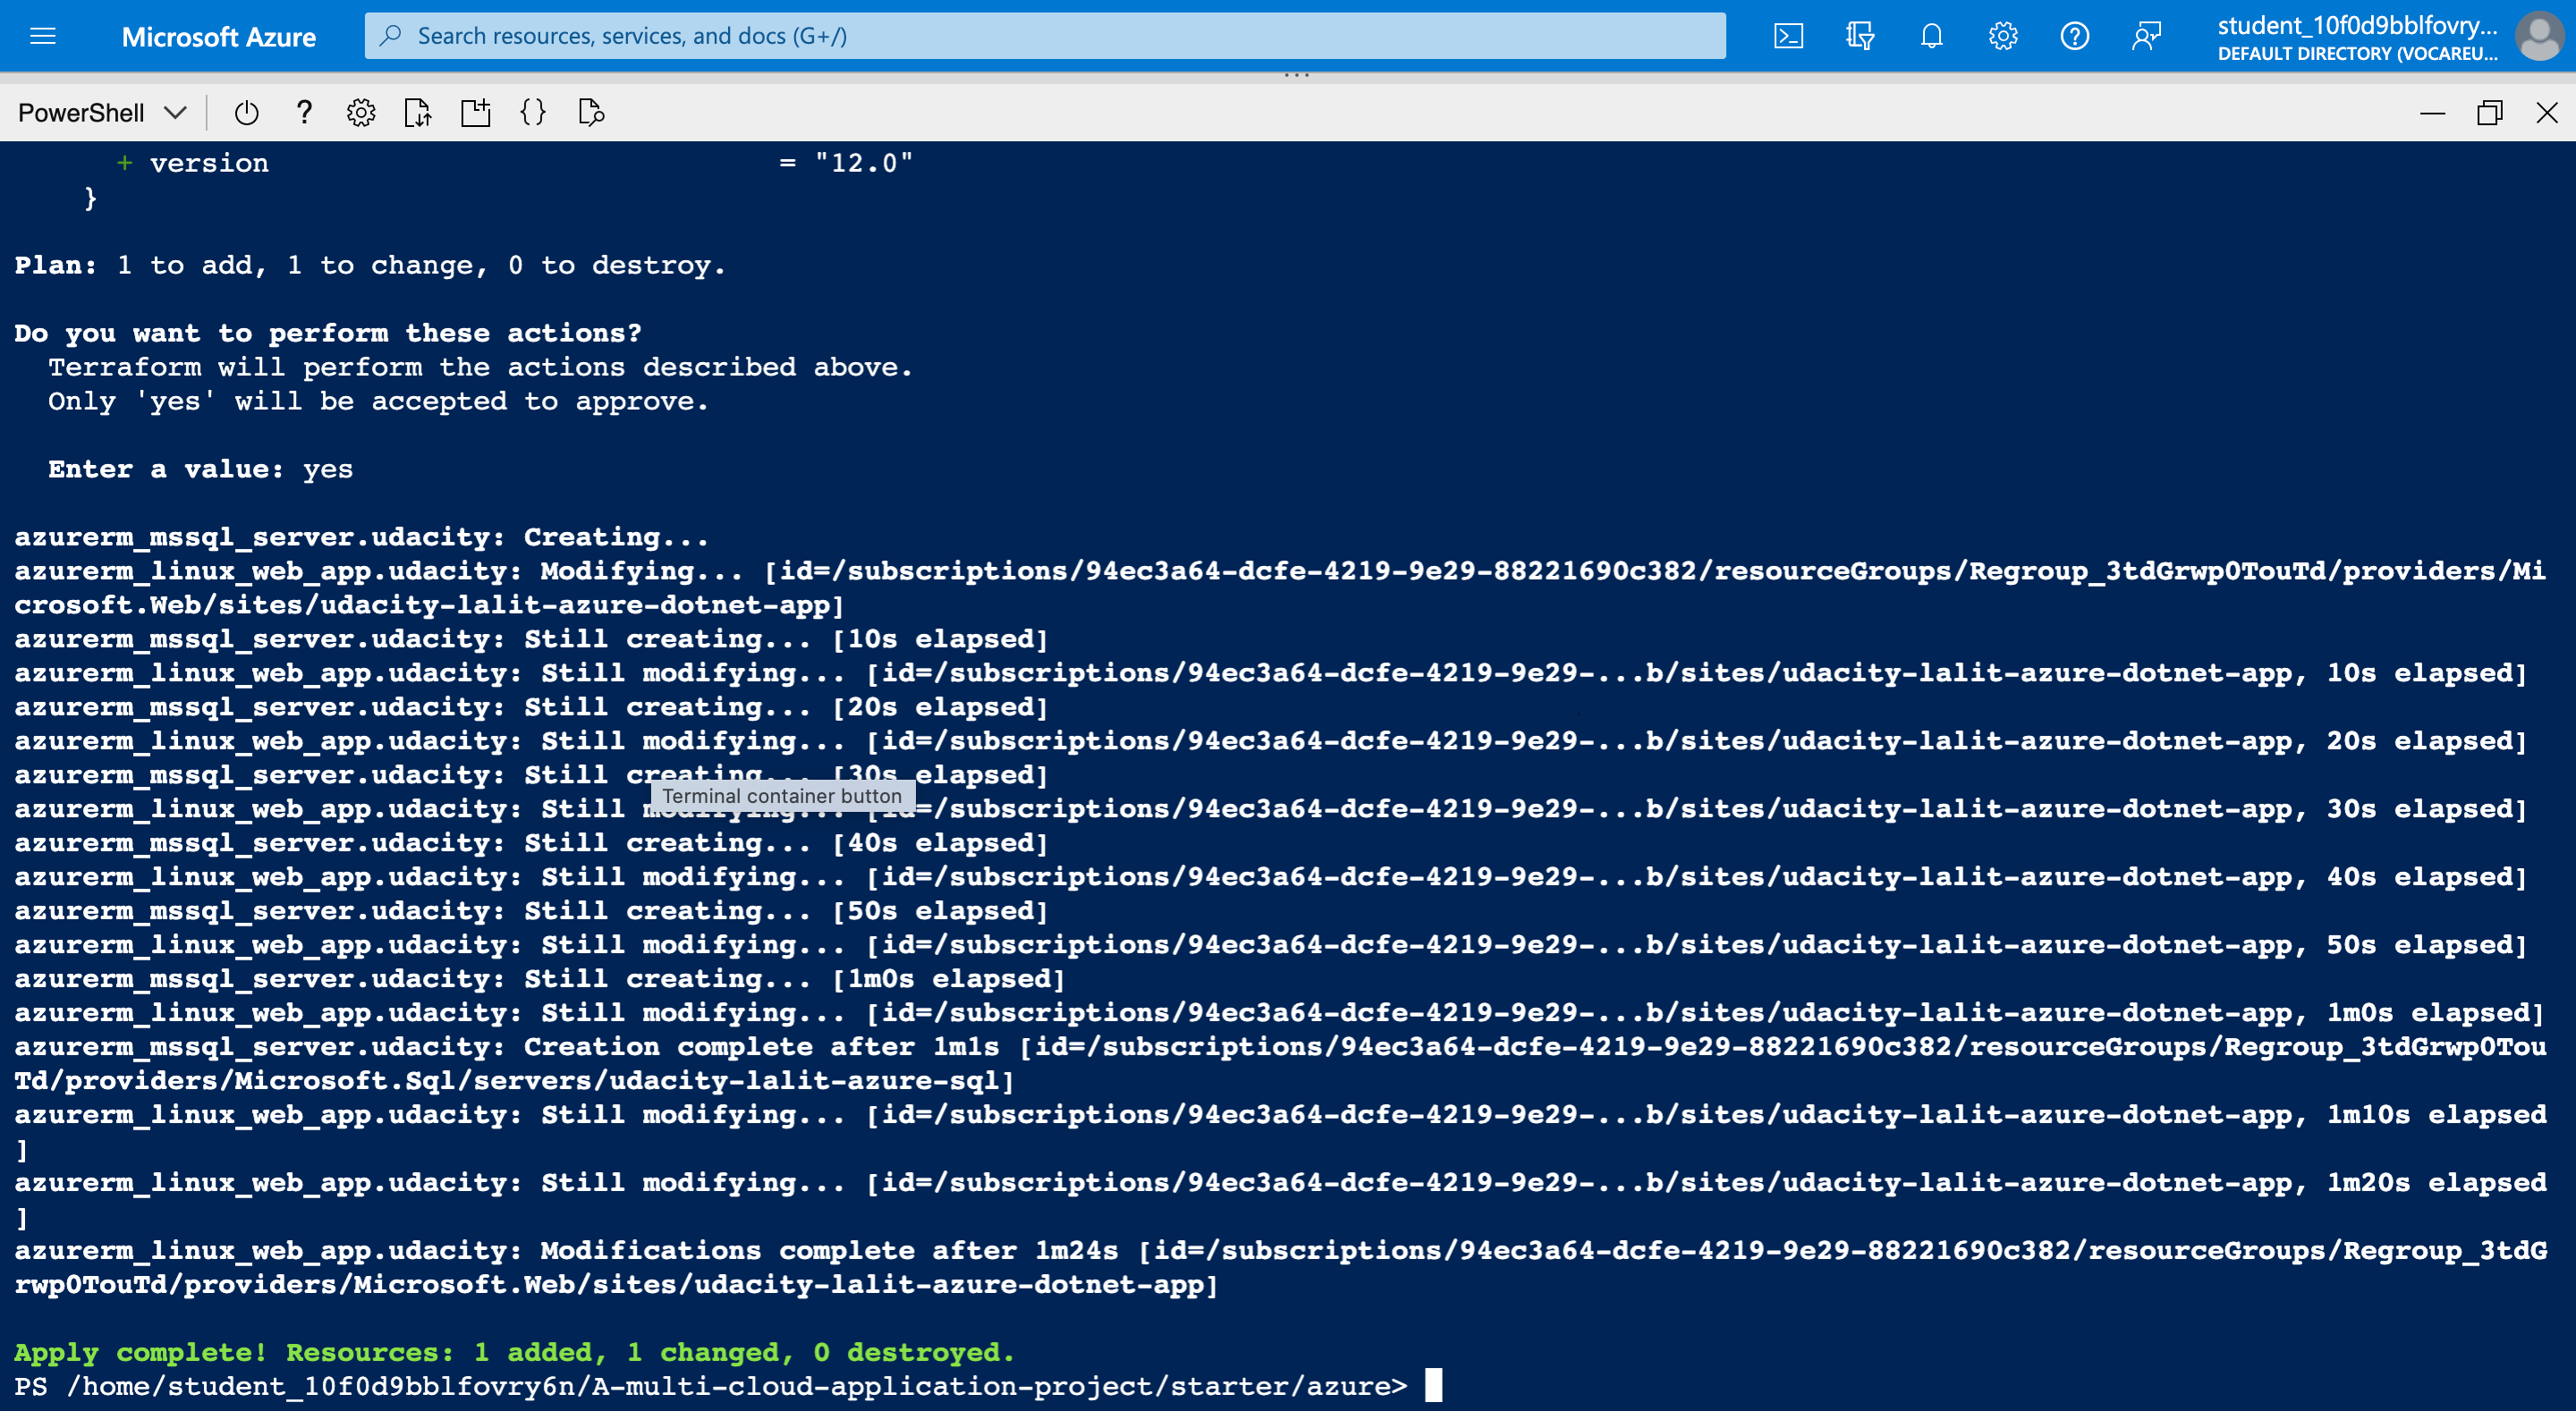 Microsoft Azure
Search resources, services, and docs (G+/)
student_10f0d9bblfovry...
DEFAULT DIRECTORY (VOCAREU...
PowerShell
+ version = "12.0"
}
Plan: 1 to add, 1 to change, 0 to destroy.
Do you want to perform these actions?
Terraform will perform the actions described above.
Only 'yes' will be accepted to approve.
Enter a value: yes
azurerm_mssql_server.udacity: Creating...
azurerm_linux_web_app.udacity: Modifying... [id=/subscriptions/94ec3a64-dcfe-4219-9e29-88221690c382/resourceGroups/Regroup_3tdGrwp0TouTd/providers/Mi
crosoft.Web/sites/udacity-lalit-azure-dotnet-app]
azurerm_mssql_server.udacity: Still creating... [10s elapsed]
azurerm_linux_web_app.udacity: Still modifying... [id=/subscriptions/94ec3a64-dcfe-4219-9e29-...b/sites/udacity-lalit-azure-dotnet-app, 10s elapsed]
azurerm_mssql_server.udacity: Still creating... [20s elapsed]
azurerm_linux_web_app.udacity: Still modifying... [id=/subscriptions/94ec3a64-dcfe-4219-9e29-...b/sites/udacity-lalit-azure-dotnet-app, 20s elapsed]
azurerm_mssql_server.udacity: Still creating... [30s elapsed]
Terminal container button
azurerm_linux_web_app.udacity: Still modifying... [id=/subscriptions/94ec3a64-dcfe-4219-9e29-...b/sites/udacity-lalit-azure-dotnet-app, 30s elapsed]
azurerm_mssql_server.udacity: Still creating... [40s elapsed]
azurerm_linux_web_app.udacity: Still modifying... [id=/subscriptions/94ec3a64-dcfe-4219-9e29-...b/sites/udacity-lalit-azure-dotnet-app, 40s elapsed]
azurerm_mssql_server.udacity: Still creating... [50s elapsed]
azurerm_linux_web_app.udacity: Still modifying... [id=/subscriptions/94ec3a64-dcfe-4219-9e29-...b/sites/udacity-lalit-azure-dotnet-app, 50s elapsed]
azurerm_mssql_server.udacity: Still creating... [1m0s elapsed]
azurerm_linux_web_app.udacity: Still modifying... [id=/subscriptions/94ec3a64-dcfe-4219-9e29-...b/sites/udacity-lalit-azure-dotnet-app, 1m0s elapsed]
azurerm_mssql_server.udacity: Creation complete after 1m1s [id=/subscriptions/94ec3a64-dcfe-4219-9e29-88221690c382/resourceGroups/Regroup_3tdGrwp0Tou
Td/providers/Microsoft.Sql/servers/udacity-lalit-azure-sql]
azurerm_linux_web_app.udacity: Still modifying... [id=/subscriptions/94ec3a64-dcfe-4219-9e29-...b/sites/udacity-lalit-azure-dotnet-app, 1m10s elapsed
]
azurerm_linux_web_app.udacity: Still modifying... [id=/subscriptions/94ec3a64-dcfe-4219-9e29-...b/sites/udacity-lalit-azure-dotnet-app, 1m20s elapsed
]
azurerm_linux_web_app.udacity: Modifications complete after 1m24s [id=/subscriptions/94ec3a64-dcfe-4219-9e29-88221690c382/resourceGroups/Regroup_3tdG
rwp0TouTd/providers/Microsoft.Web/sites/udacity-lalit-azure-dotnet-app]
Apply complete! Resources: 1 added, 1 changed, 0 destroyed.
PS /home/student_10f0d9bblfovry6n/A-multi-cloud-application-project/starter/azure>